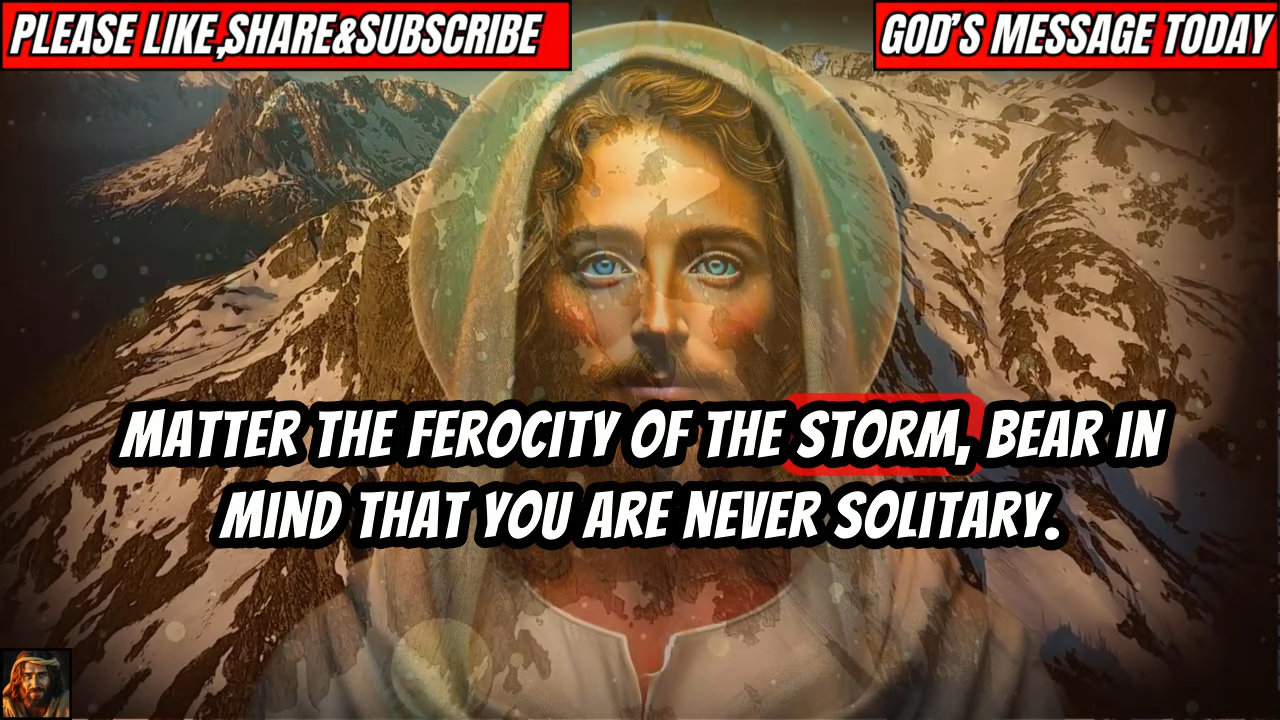 PLEASE LIKE,SHARE&SUBSCRIBE
GOD'S MESSAGE TODAY
MATTER THE FEROCITY OF THE STORM, BEAR IN
MIND THAT YOU ARE NEVER SOLITARY.